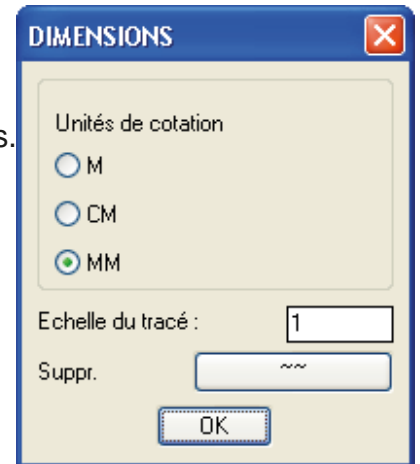 DIMENSIONS
s.
Unités de cotation
M
CM
MM
Echelle du tracé : 1
Suppr. ~~
OK